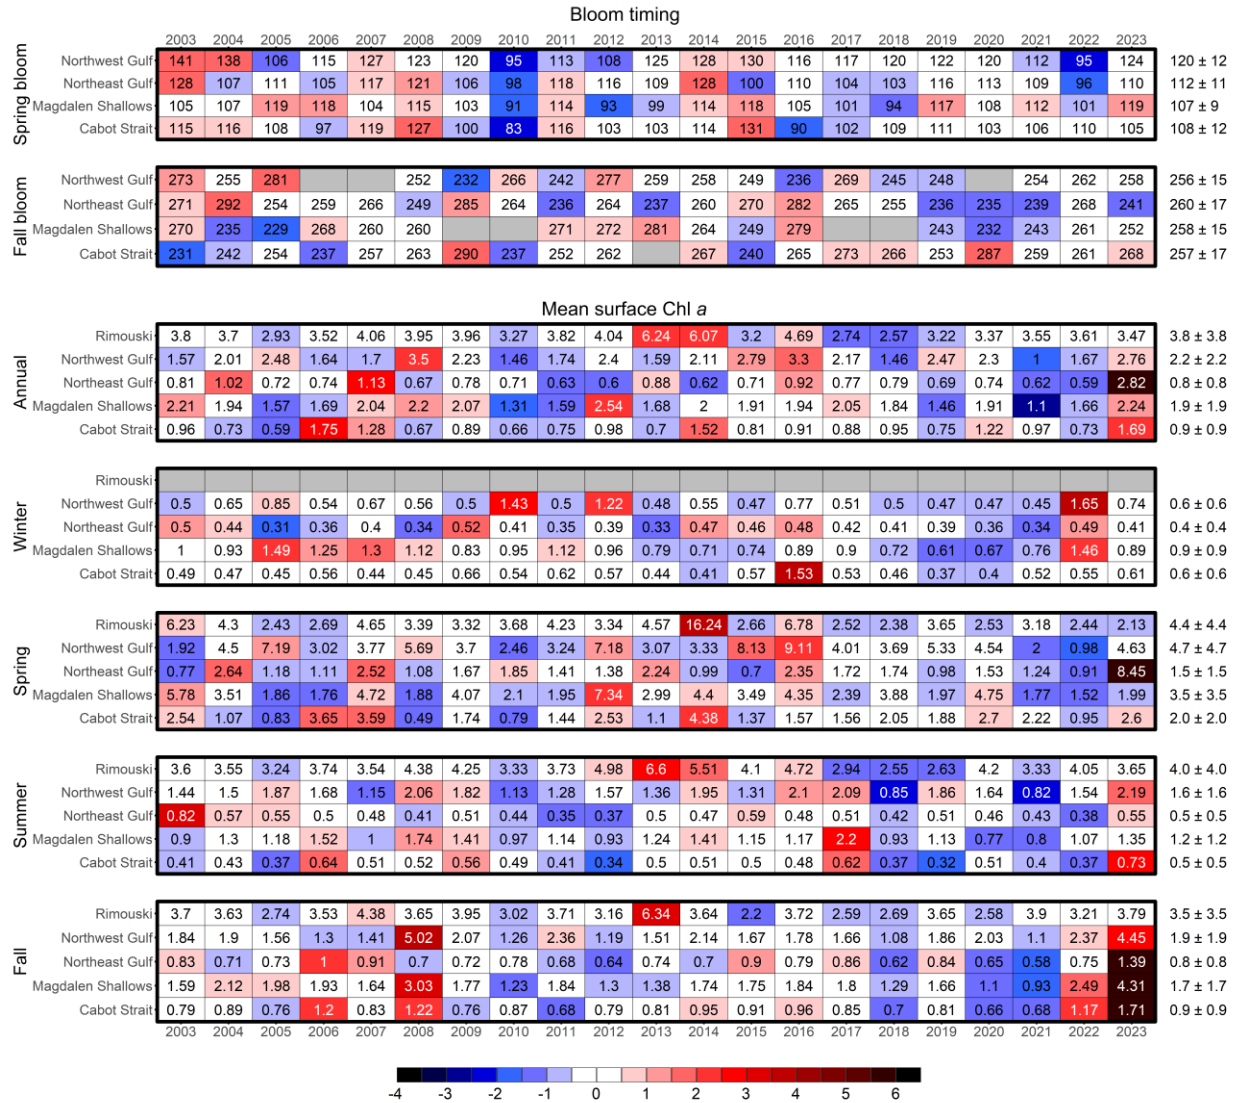 Bloom timing
2003 2004 2005 2006 2007 2008 2009 2010 2011 2012 2013 2014 2015 2016 2017 2018 2019 2020 2021 2022 2023
Spring bloom
Northwest Gulf 141 138 106 115 127 123 120 95 113 108 125 128 130 116 117 120 122 120 112 95 124 120 ± 12
Northeast Gulf 128 107 111 105 117 121 106 98 118 116 109 128 100 110 104 103 116 113 109 96 110 112 ± 11
Magdalen Shallows 105 107 119 118 104 115 103 91 114 93 99 114 118 105 101 94 117 108 112 101 119 107 ± 9
Cabot Strait 115 116 108 97 119 127 100 83 116 103 103 114 131 90 102 109 111 103 106 110 105 108 ± 12
Fall bloom
Northwest Gulf 273 255 281 252 232 266 242 277 259 258 249 236 269 245 248 254 262 258 256 ± 15
Northeast Gulf 271 292 254 259 266 249 285 264 236 264 237 260 270 282 265 255 236 235 239 268 241 260 ± 17
Magdalen Shallows 270 235 229 268 260 260 271 272 281 264 249 279 243 232 243 261 252 258 ± 15
Cabot Strait 231 242 254 237 257 263 290 237 252 262 267 240 265 273 266 253 287 259 261 268 257 ± 17
Mean surface Chl a
Annual
Rimouski 3.8 3.7 2.93 3.52 4.06 3.95 3.96 3.27 3.82 4.04 6.24 6.07 3.2 4.69 2.74 2.57 3.22 3.37 3.55 3.61 3.47 3.8 ± 3.8
Northwest Gulf 1.57 2.01 2.48 1.64 1.7 3.5 2.23 1.46 1.74 2.4 1.59 2.11 2.79 3.3 2.17 1.46 2.47 2.3 1 1.67 2.76 2.2 ± 2.2
Northeast Gulf 0.81 1.02 0.72 0.74 1.13 0.67 0.78 0.71 0.63 0.6 0.88 0.62 0.71 0.92 0.77 0.79 0.69 0.74 0.62 0.59 2.82 0.8 ± 0.8
Magdalen Shallows 2.21 1.94 1.57 1.69 2.04 2.2 2.07 1.31 1.59 2.54 1.68 2 1.91 1.94 2.05 1.84 1.46 1.91 1.1 1.66 2.24 1.9 ± 1.9
Cabot Strait 0.96 0.73 0.59 1.75 1.28 0.67 0.89 0.66 0.75 0.98 0.7 1.52 0.81 0.91 0.88 0.95 0.75 1.22 0.97 0.73 1.69 0.9 ± 0.9
Winter
Rimouski
Northwest Gulf 0.5 0.65 0.85 0.54 0.67 0.56 0.5 1.43 0.5 1.22 0.48 0.55 0.47 0.77 0.51 0.5 0.47 0.47 0.45 1.65 0.74 0.6 ± 0.6
Northeast Gulf 0.5 0.44 0.31 0.36 0.4 0.34 0.52 0.41 0.35 0.39 0.33 0.47 0.46 0.48 0.42 0.41 0.39 0.36 0.34 0.49 0.41 0.4 ± 0.4
Magdalen Shallows 1 0.93 1.49 1.25 1.3 1.12 0.83 0.95 1.12 0.96 0.79 0.71 0.74 0.89 0.9 0.72 0.61 0.67 0.76 1.46 0.89 0.9 ± 0.9
Cabot Strait 0.49 0.47 0.45 0.56 0.44 0.45 0.66 0.54 0.62 0.57 0.44 0.41 0.57 1.53 0.53 0.46 0.37 0.4 0.52 0.55 0.61 0.6 ± 0.6
Spring
Rimouski 6.23 4.3 2.43 2.69 4.65 3.39 3.32 3.68 4.23 3.34 4.57 16.24 2.66 6.78 2.52 2.38 3.65 2.53 3.18 2.44 2.13 4.4 ± 4.4
Northwest Gulf 1.92 4.5 7.19 3.02 3.77 5.69 3.7 2.46 3.24 7.18 3.07 3.33 8.13 9.11 4.01 3.69 5.33 4.54 2 0.98 4.63 4.7 ± 4.7
Northeast Gulf 0.77 2.64 1.18 1.11 2.52 1.08 1.67 1.85 1.41 1.38 2.24 0.99 0.7 2.35 1.72 1.74 0.98 1.53 1.24 0.91 8.45 1.5 ± 1.5
Magdalen Shallows 5.78 3.51 1.86 1.76 4.72 1.88 4.07 2.1 1.95 7.34 2.99 4.4 3.49 4.35 2.39 3.88 1.97 4.75 1.77 1.52 1.99 3.5 ± 3.5
Cabot Strait 2.54 1.07 0.83 3.65 3.59 0.49 1.74 0.79 1.44 2.53 1.1 4.38 1.37 1.57 1.56 2.05 1.88 2.7 2.22 0.95 2.6 2.0 ± 2.0
Summer
Rimouski 3.6 3.55 3.24 3.74 3.54 4.38 4.25 3.33 3.73 4.98 6.6 5.51 4.1 4.72 2.94 2.55 2.63 4.2 3.33 4.05 3.65 4.0 ± 4.0
Northwest Gulf 1.44 1.5 1.87 1.68 1.15 2.06 1.82 1.13 1.28 1.57 1.36 1.95 1.31 2.1 2.09 0.85 1.86 1.64 0.82 1.54 2.19 1.6 ± 1.6
Northeast Gulf 0.82 0.57 0.55 0.5 0.48 0.41 0.51 0.44 0.35 0.37 0.5 0.47 0.59 0.48 0.51 0.42 0.51 0.46 0.43 0.38 0.55 0.5 ± 0.5
Magdalen Shallows 0.9 1.3 1.18 1.52 1 1.74 1.41 0.97 1.14 0.93 1.24 1.41 1.15 1.17 2.2 0.93 1.13 0.77 0.8 1.07 1.35 1.2 ± 1.2
Cabot Strait 0.41 0.43 0.37 0.64 0.51 0.52 0.56 0.49 0.41 0.34 0.5 0.51 0.5 0.48 0.62 0.37 0.32 0.51 0.4 0.37 0.73 0.5 ± 0.5
Fall
Rimouski 3.7 3.63 2.74 3.53 4.38 3.65 3.95 3.02 3.71 3.16 6.34 3.64 2.2 3.72 2.59 2.69 3.65 2.58 3.9 3.21 3.79 3.5 ± 3.5
Northwest Gulf 1.84 1.9 1.56 1.3 1.41 5.02 2.07 1.26 2.36 1.19 1.51 2.14 1.67 1.78 1.66 1.08 1.86 2.03 1.1 2.37 4.45 1.9 ± 1.9
Northeast Gulf 0.83 0.71 0.73 1 0.91 0.7 0.72 0.78 0.68 0.64 0.74 0.7 0.9 0.79 0.86 0.62 0.84 0.65 0.58 0.75 1.39 0.8 ± 0.8
Magdalen Shallows 1.59 2.12 1.98 1.93 1.64 3.03 1.77 1.23 1.84 1.3 1.38 1.74 1.75 1.84 1.8 1.29 1.66 1.1 0.93 2.49 4.31 1.7 ± 1.7
Cabot Strait 0.79 0.89 0.76 1.2 0.83 1.22 0.76 0.87 0.68 0.79 0.81 0.95 0.91 0.96 0.85 0.7 0.81 0.66 0.68 1.17 1.71 0.9 ± 0.9
2003 2004 2005 2006 2007 2008 2009 2010 2011 2012 2013 2014 2015 2016 2017 2018 2019 2020 2021 2022 2023
-4 -3 -2 -1 0 1 2 3 4 5 6